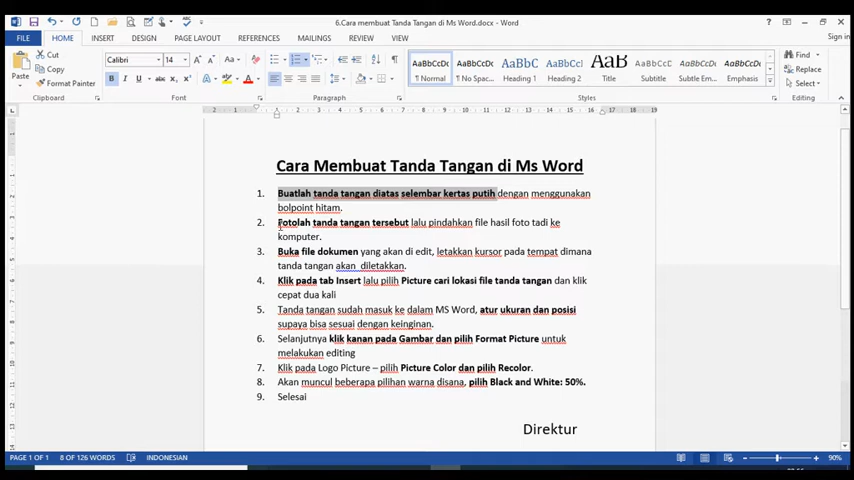 6.Cara membuat Tanda Tangan di Ms Word.docx - Word
Sign in
FILE HOME INSERT DESIGN PAGE LAYOUT REFERENCES MAILINGS REVIEW VIEW
Paste
Cut
Copy
Format Painter
Clipboard
Calibri 14
Font
Paragraph
AaBbCcDc AaBbCcDc AaBbC AaBbCcI AaB AaBbCcD AaBbCcDc AaBbCcDc
¶ Normal ¶ No Spac... Heading 1 Heading 2 Title Subtitle Subtle Em... Emphasis
Styles
Find
Replace
Select
Editing
Cara Membuat Tanda Tangan di Ms Word
1. Buatlah tanda tangan diatas selembar kertas putih dengan menggunakan
bolpoint hitam.
2. Fotolah tanda tangan tersebut lalu pindahkan file hasil foto tadi ke
komputer.
3. Buka file dokumen yang akan di edit, letakkan kursor pada tempat dimana
tanda tangan akan diletakkan.
4. Klik pada tab Insert lalu pilih Picture cari lokasi file tanda tangan dan klik
cepat dua kali
5. Tanda tangan sudah masuk ke dalam MS Word, atur ukuran dan posisi
supaya bisa sesuai dengan keinginan.
6. Selanjutnya klik kanan pada Gambar dan pilih Format Picture untuk
melakukan editing
7. Klik pada Logo Picture – pilih Picture Color dan pilih Recolor.
8. Akan muncul beberapa pilihan warna disana, pilih Black and White: 50%.
9. Selesai
Direktur
PAGE 1 OF 1 8 OF 126 WORDS INDONESIAN
90%